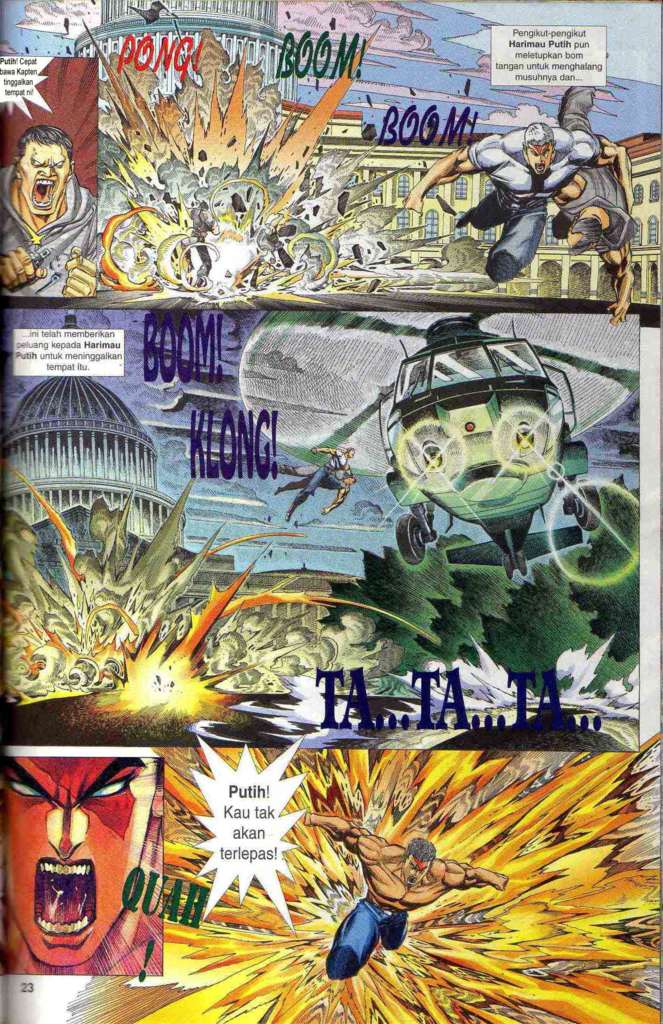 Putih! Cepat
bawa Kapten,
tinggalkan
tempat ni!
PONG!
BOOM!
BOOM!
Pengikut-pengikut
Harimau Putih pun
meletupkan bom
tangan untuk menghalang
musuhnya dan...
...ini telah memberikan
peluang kepada Harimau
Putih untuk meninggalkan
tempat itu.
BOOM!
KLONG!
TA...TA...TA...
QUAH
!
Putih!
Kau tak
akan
terlepas!
23